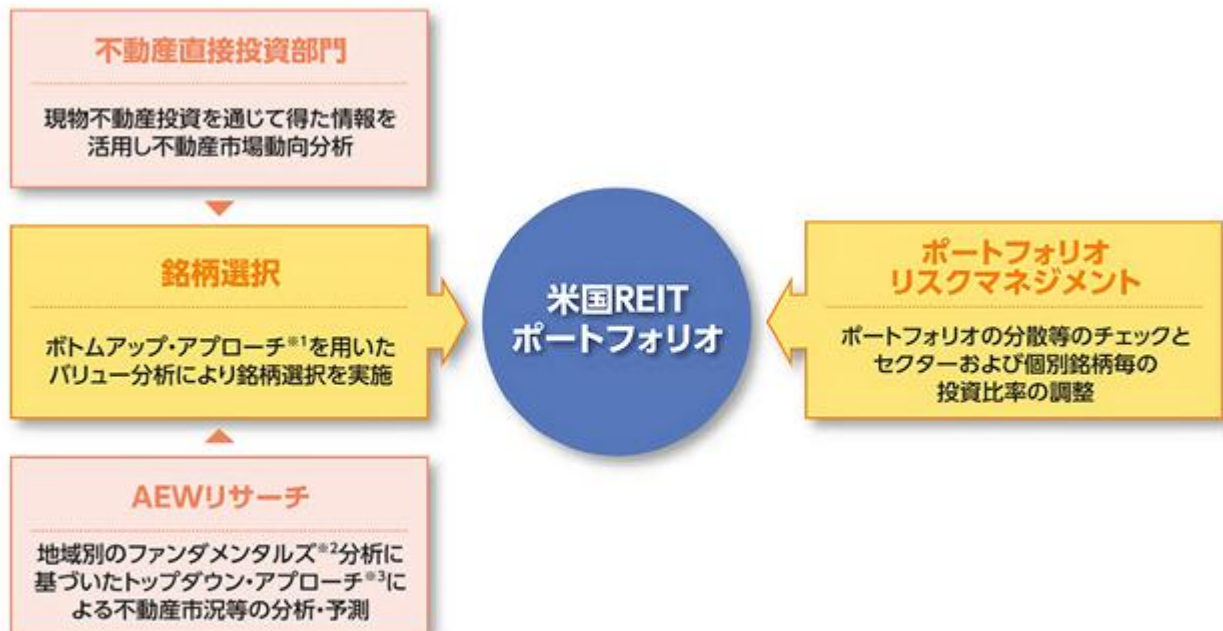 不動産直接投資部門
現物不動産投資を通じて得た情報を
活用し不動産市場動向分析
銘柄選択
ボトムアップ・アプローチ※1を用いた
バリュー分析により銘柄選択を実施
AEWリサーチ
地域別のファンダメンタルズ※2分析に
基づいたトップダウン・アプローチ※3に
よる不動産市況等の分析・予測
米国REIT
ポートフォリオ
ポートフォリオ
リスクマネジメント
ポートフォリオの分散等のチェックと
セクターおよび個別銘柄毎の
投資比率の調整